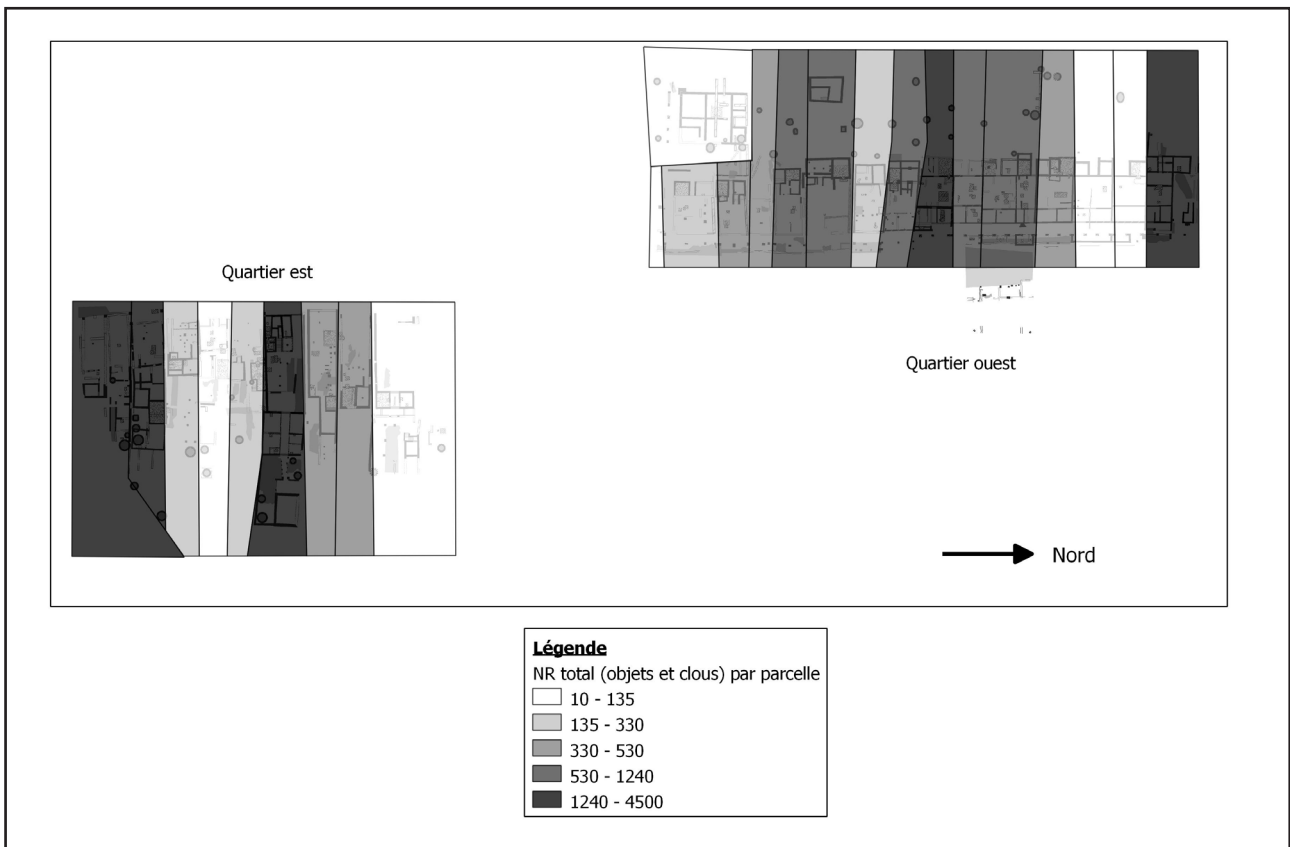 Quartier est
Quartier ouest
Nord
Légende
NR total (objets et clous) par parcelle
10 - 135
135 - 330
330 - 530
530 - 1240
1240 - 4500